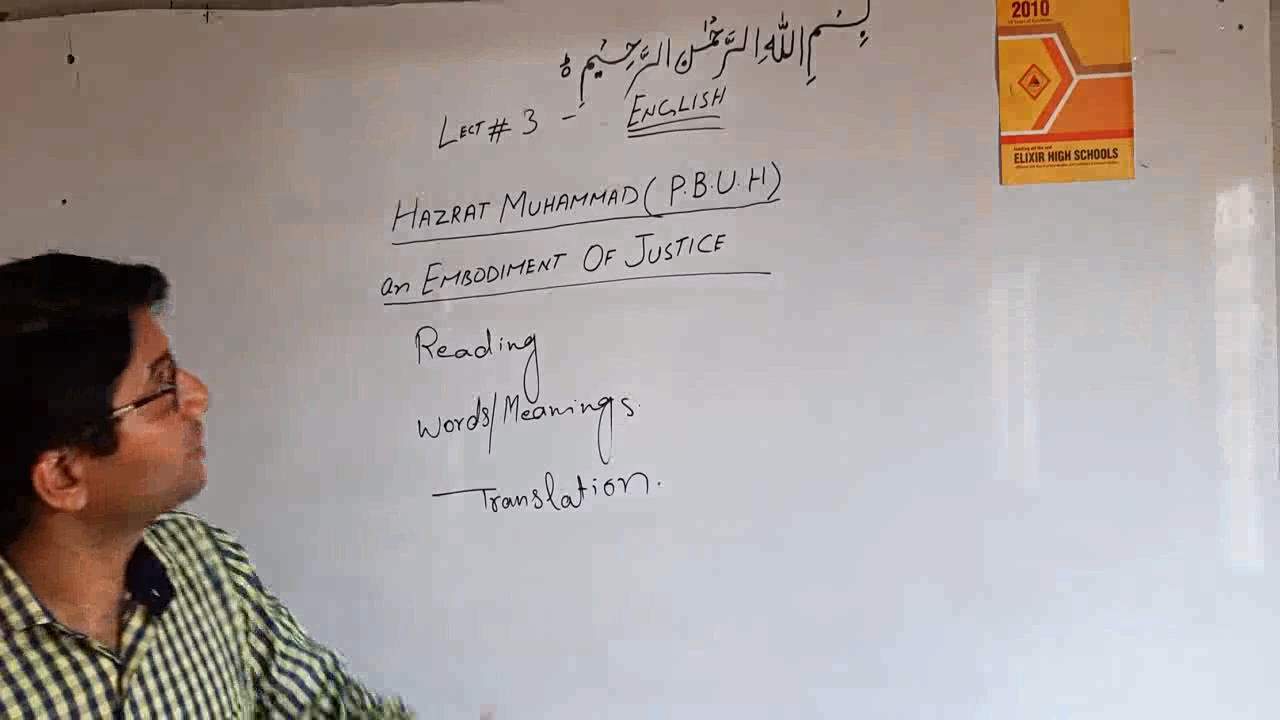 بِسْمِ اللّٰهِ الرَّحْمٰنِ الرَّحِيْمِ ط
LECT # 3 - ENGLISH
HAZRAT MUHAMMAD (P.B.U.H)
an EMBODIMENT OF JUSTICE
Reading
Words/Meanings.
Translation.
2010
ELIXIR HIGH SCHOOLS